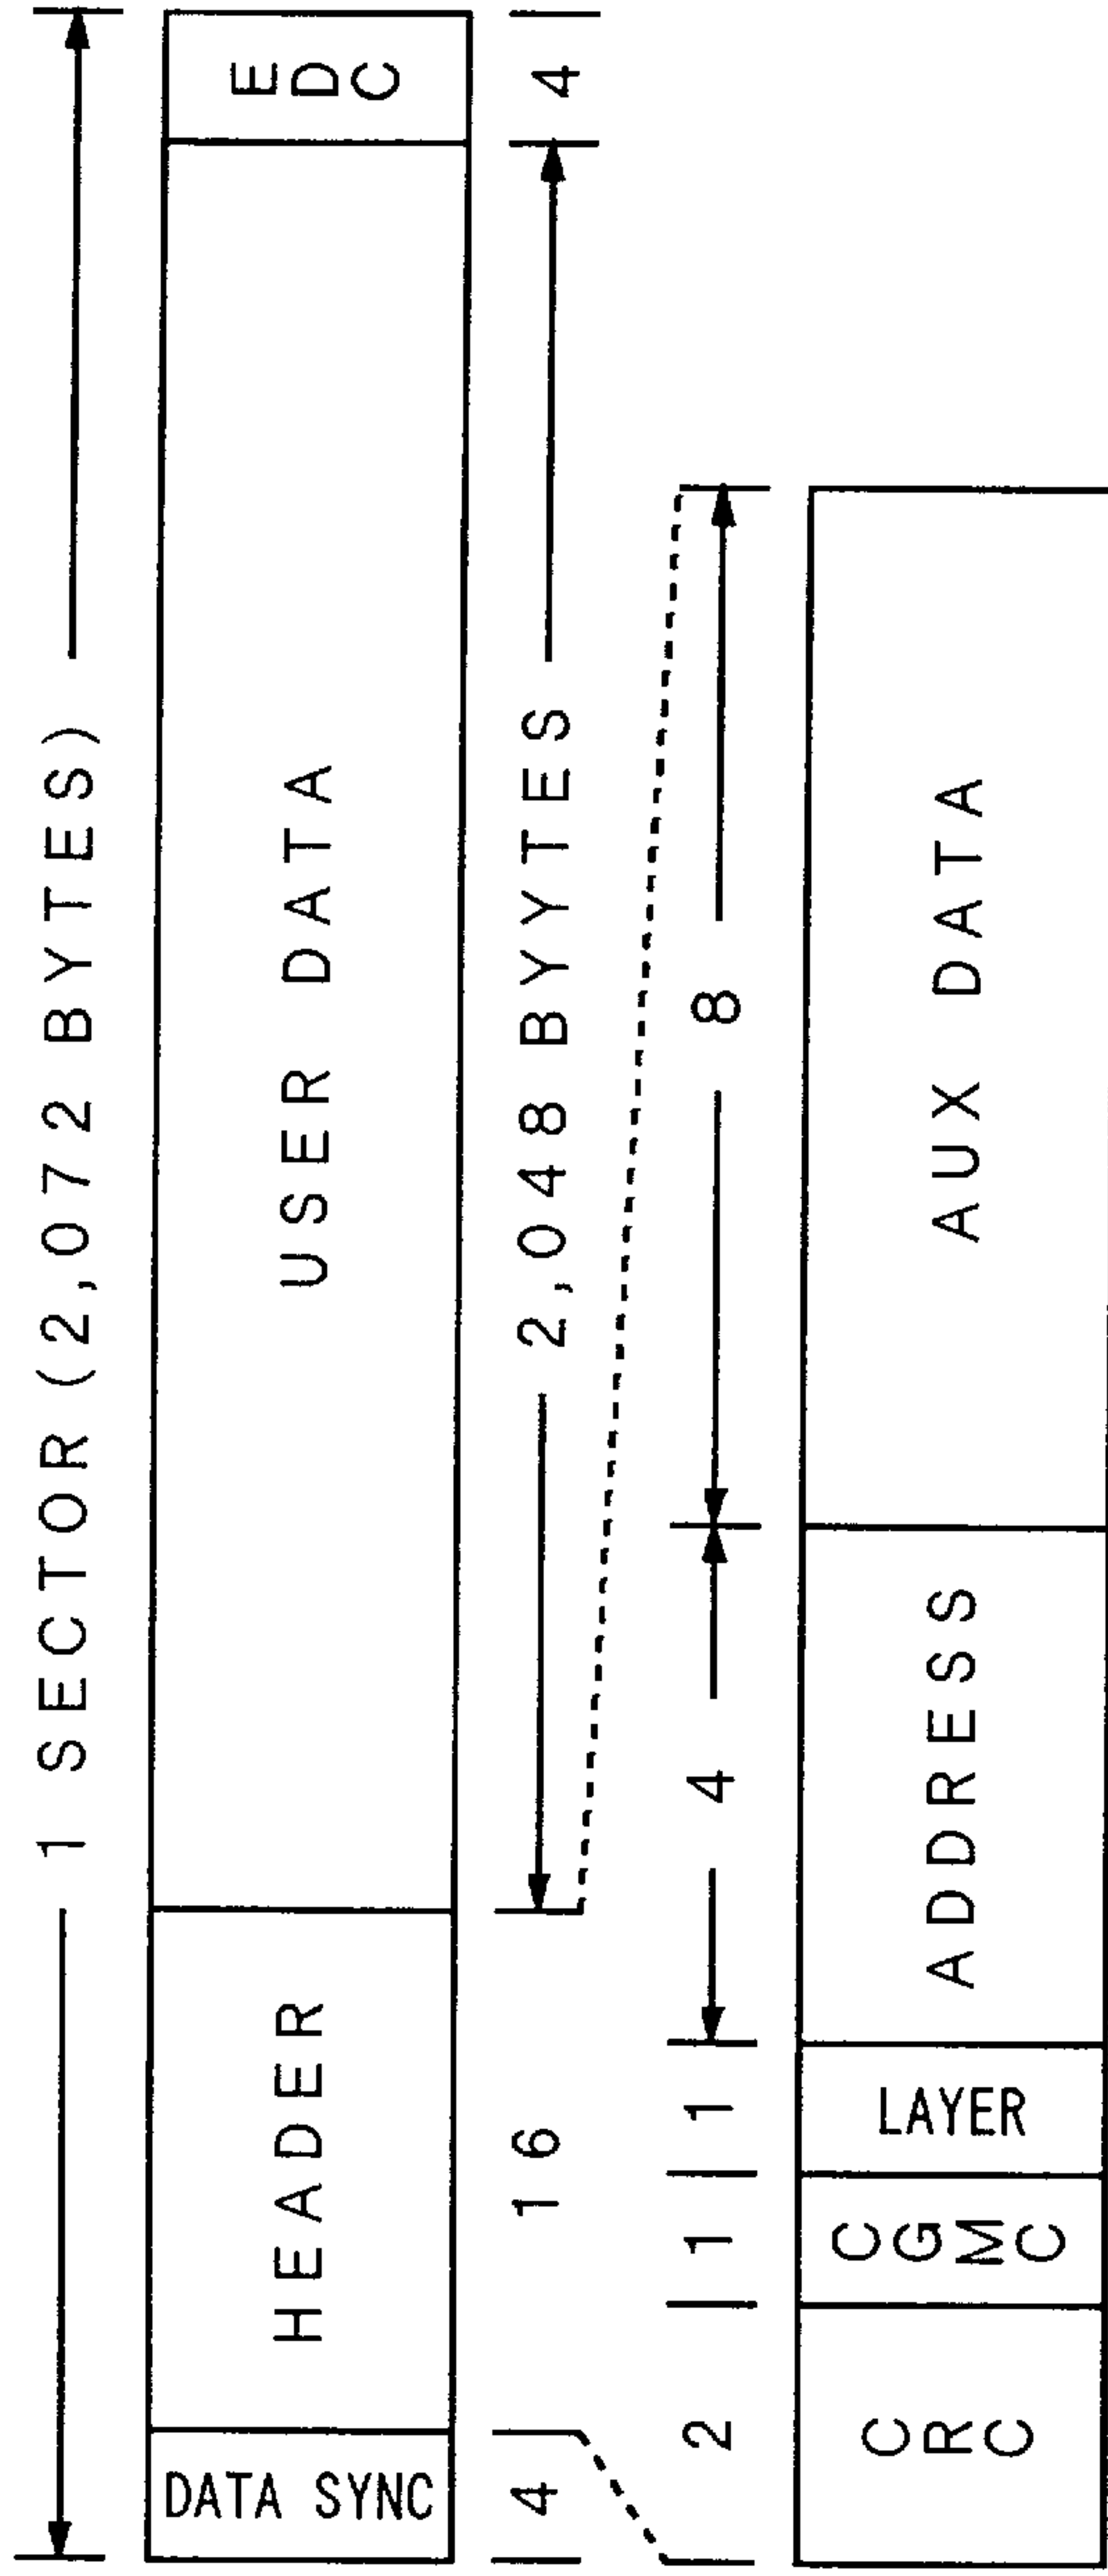 1 SECTOR (2,072 BYTES)
DATA SYNC
HEADER
USER DATA
EDC
4
16
2,048 BYYTES
4
2
1
1
4
8
CRC
CGMC
LAYER
ADDRESS
AUX DATA